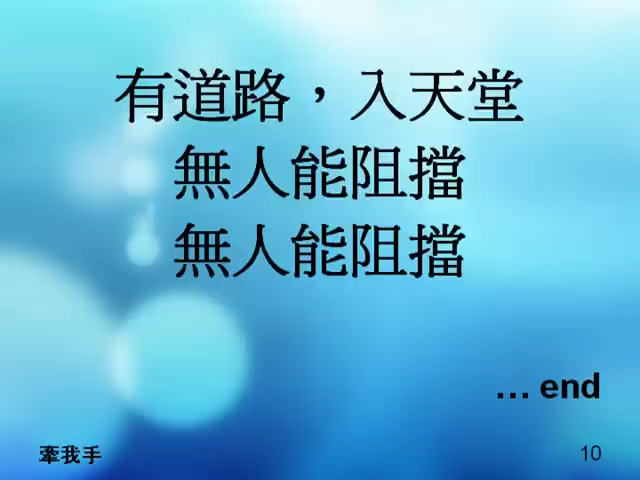 有道路，入天堂
無人能阻擋
無人能阻擋
... end
牽我手
10